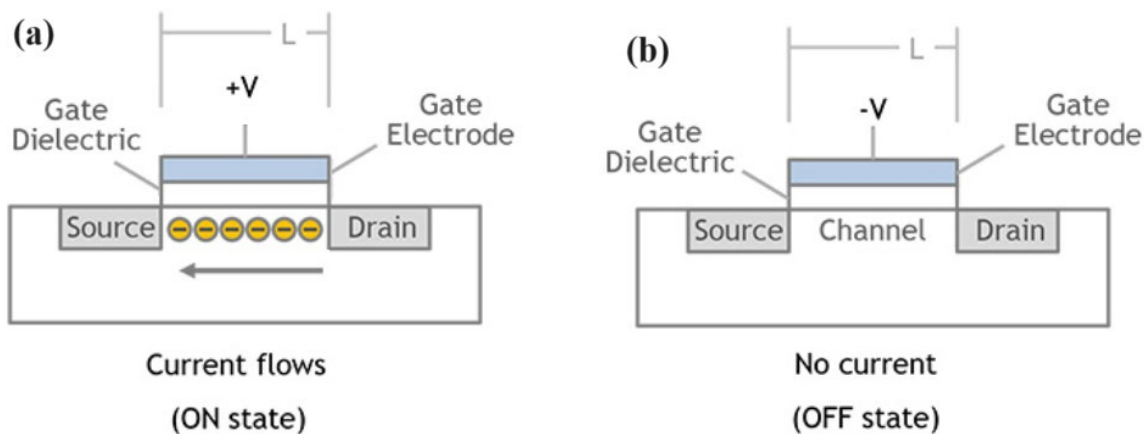 (a)
L
+V
Gate
Dielectric
Gate
Electrode
Source
Drain
Current flows
(ON state)
(b)
L
-V
Gate
Dielectric
Gate
Electrode
Source
Channel
Drain
No current
(OFF state)